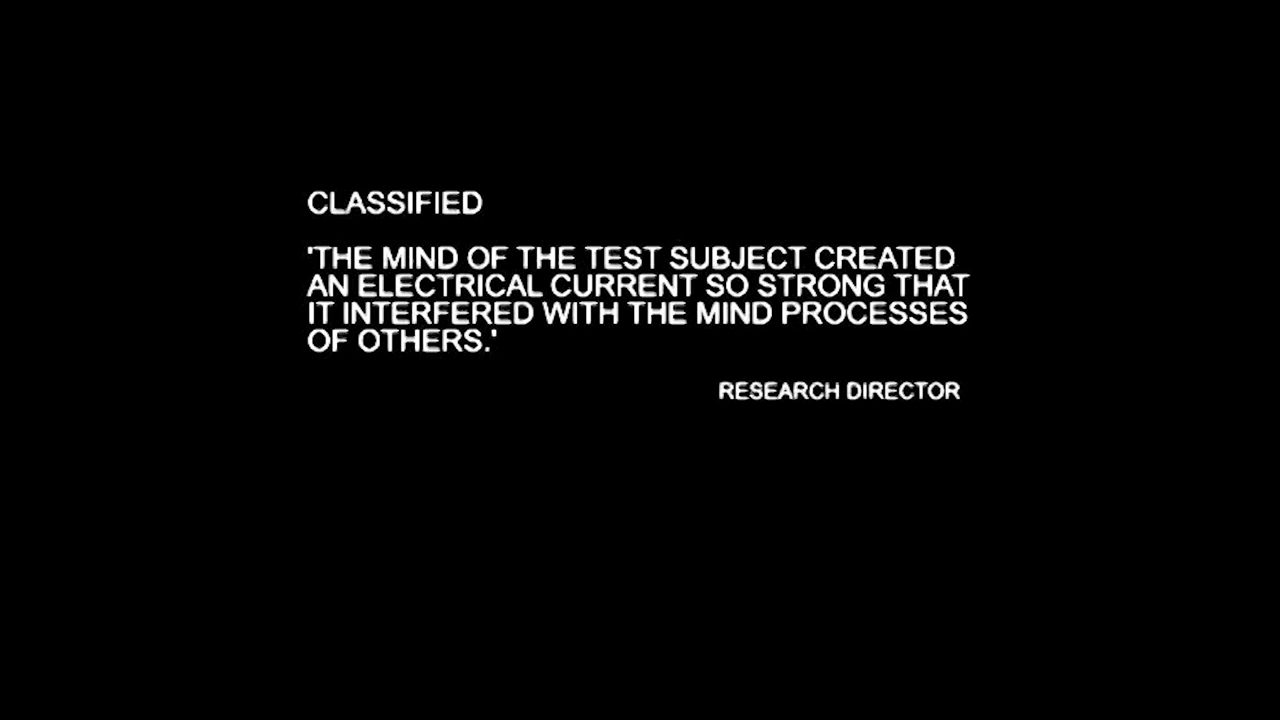 CLASSIFIED
'THE MIND OF THE TEST SUBJECT CREATED
AN ELECTRICAL CURRENT SO STRONG THAT
IT INTERFERED WITH THE MIND PROCESSES
OF OTHERS.'
RESEARCH DIRECTOR